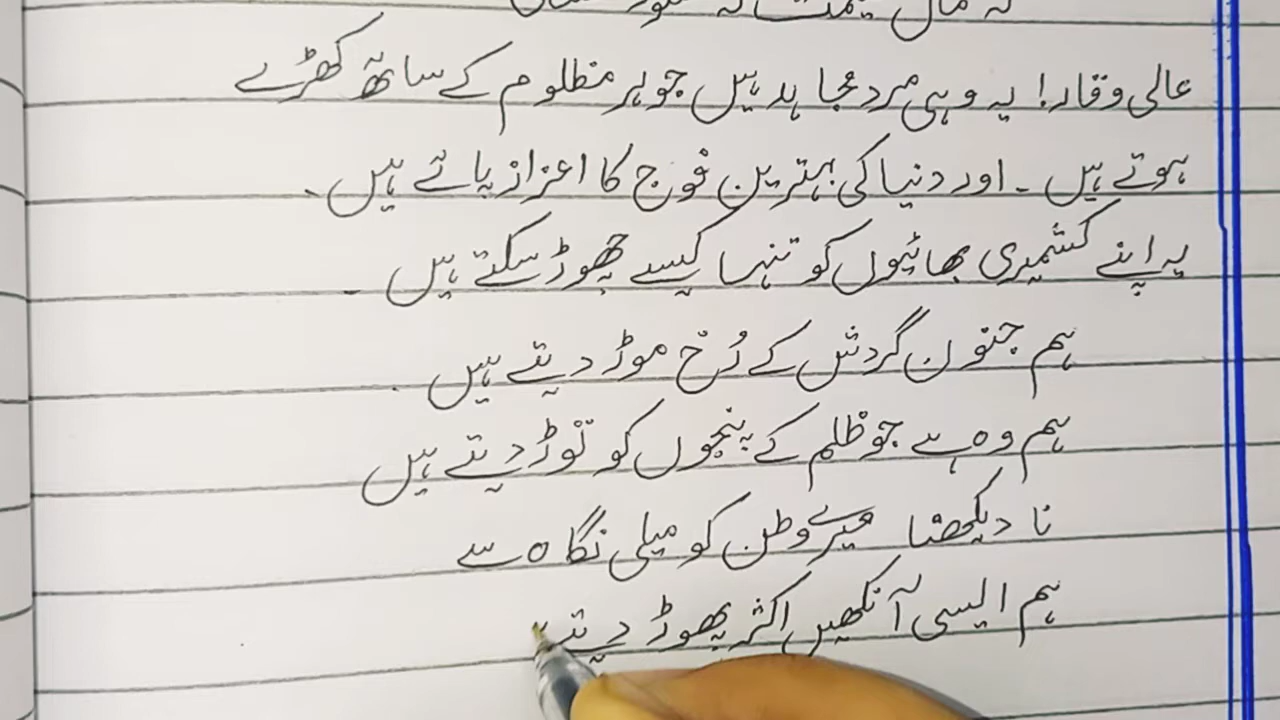 عالی وقار! یہ وہی مرد مجاہد ہیں جو ہر مظلوم کے ساتھ کھڑے
ہوتے ہیں ۔ اور دنیا کی بہترین فوج کا اعزاز پاتے ہیں ۔
یہ اپنے کشمیری بھائیوں کو تنہا کیسے چھوڑ سکتے ہیں ۔
ہم جنون گردش کے رُخ موڑ دیتے ہیں
ہم وہ ہے جو ظلم کے پنجوں کو توڑ دیتے ہیں
نا دیکھنا میرے وطن کو میلی نگاہ سے
ہم ایسی آنکھیں اکثر پھوڑ دیتے